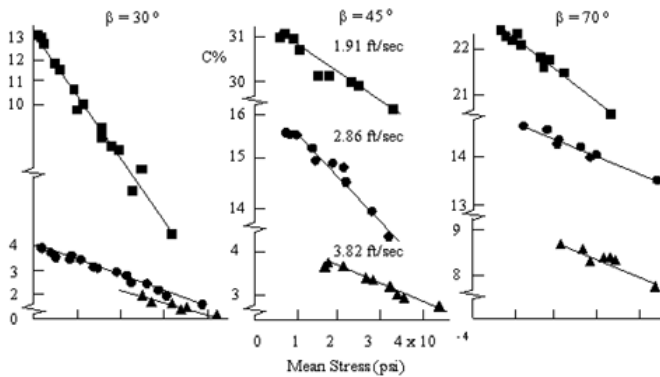 β = 30 º
β = 45 º
β = 70 º
C%
13
12
11
10
4
3
2
0
31
30
16
15
14
4
3
22
21
14
13
9
8
1.91 ft/sec
2.86 ft/sec
3.82 ft/sec
0 1 2 3 4 x 10
-4
Mean Stress (psi)